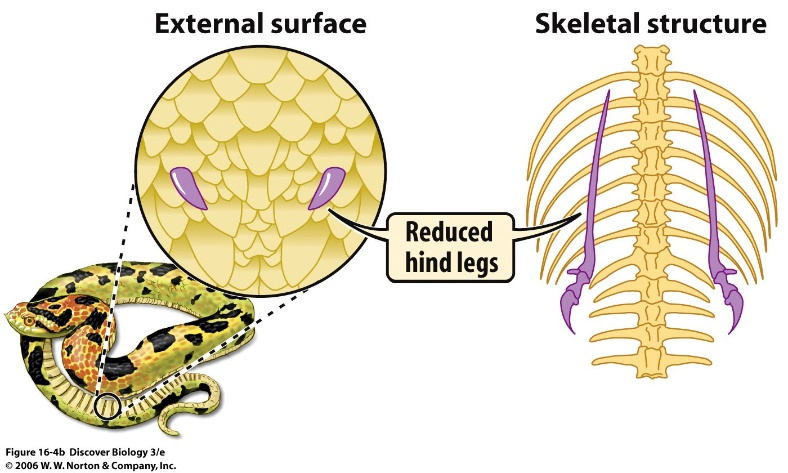 External surface
Skeletal structure
Reduced
hind legs
Figure 16-4b Discover Biology 3/e
© 2006 W. W. Norton & Company, Inc.